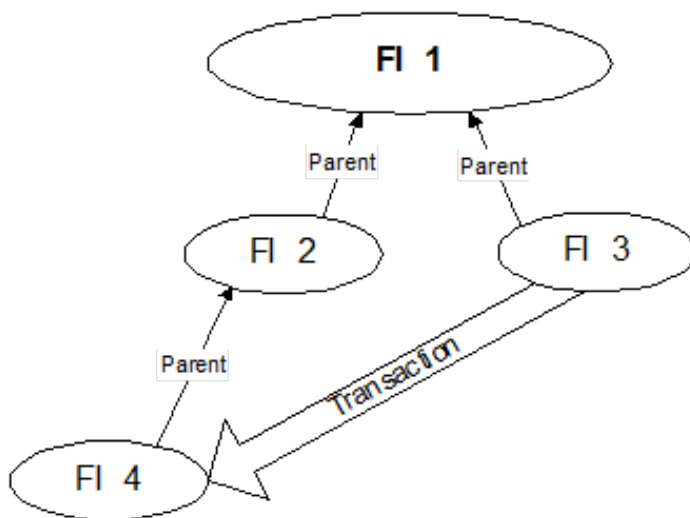 FI 1
Parent
Parent
FI 2
FI 3
Parent
Transaction
FI 4